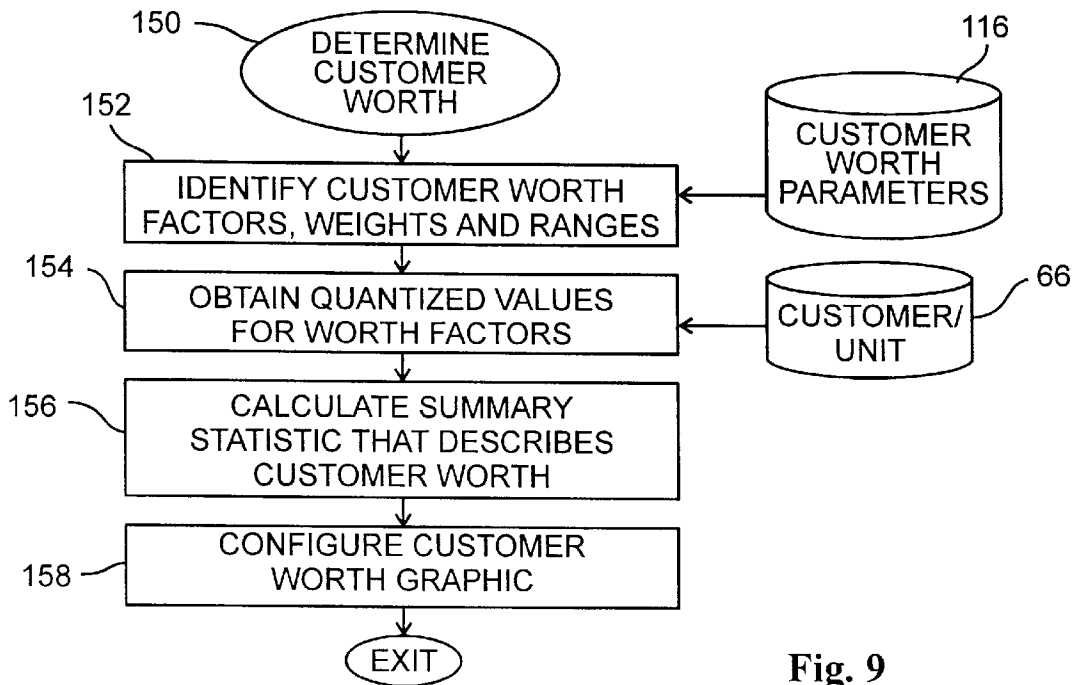 150
DETERMINE
CUSTOMER
WORTH
116
CUSTOMER
WORTH
PARAMETERS
152
IDENTIFY CUSTOMER WORTH
FACTORS, WEIGHTS AND RANGES
154
OBTAIN QUANTIZED VALUES
FOR WORTH FACTORS
66
CUSTOMER/
UNIT
156
CALCULATE SUMMARY
STATISTIC THAT DESCRIBES
CUSTOMER WORTH
158
CONFIGURE CUSTOMER
WORTH GRAPHIC
EXIT
Fig. 9